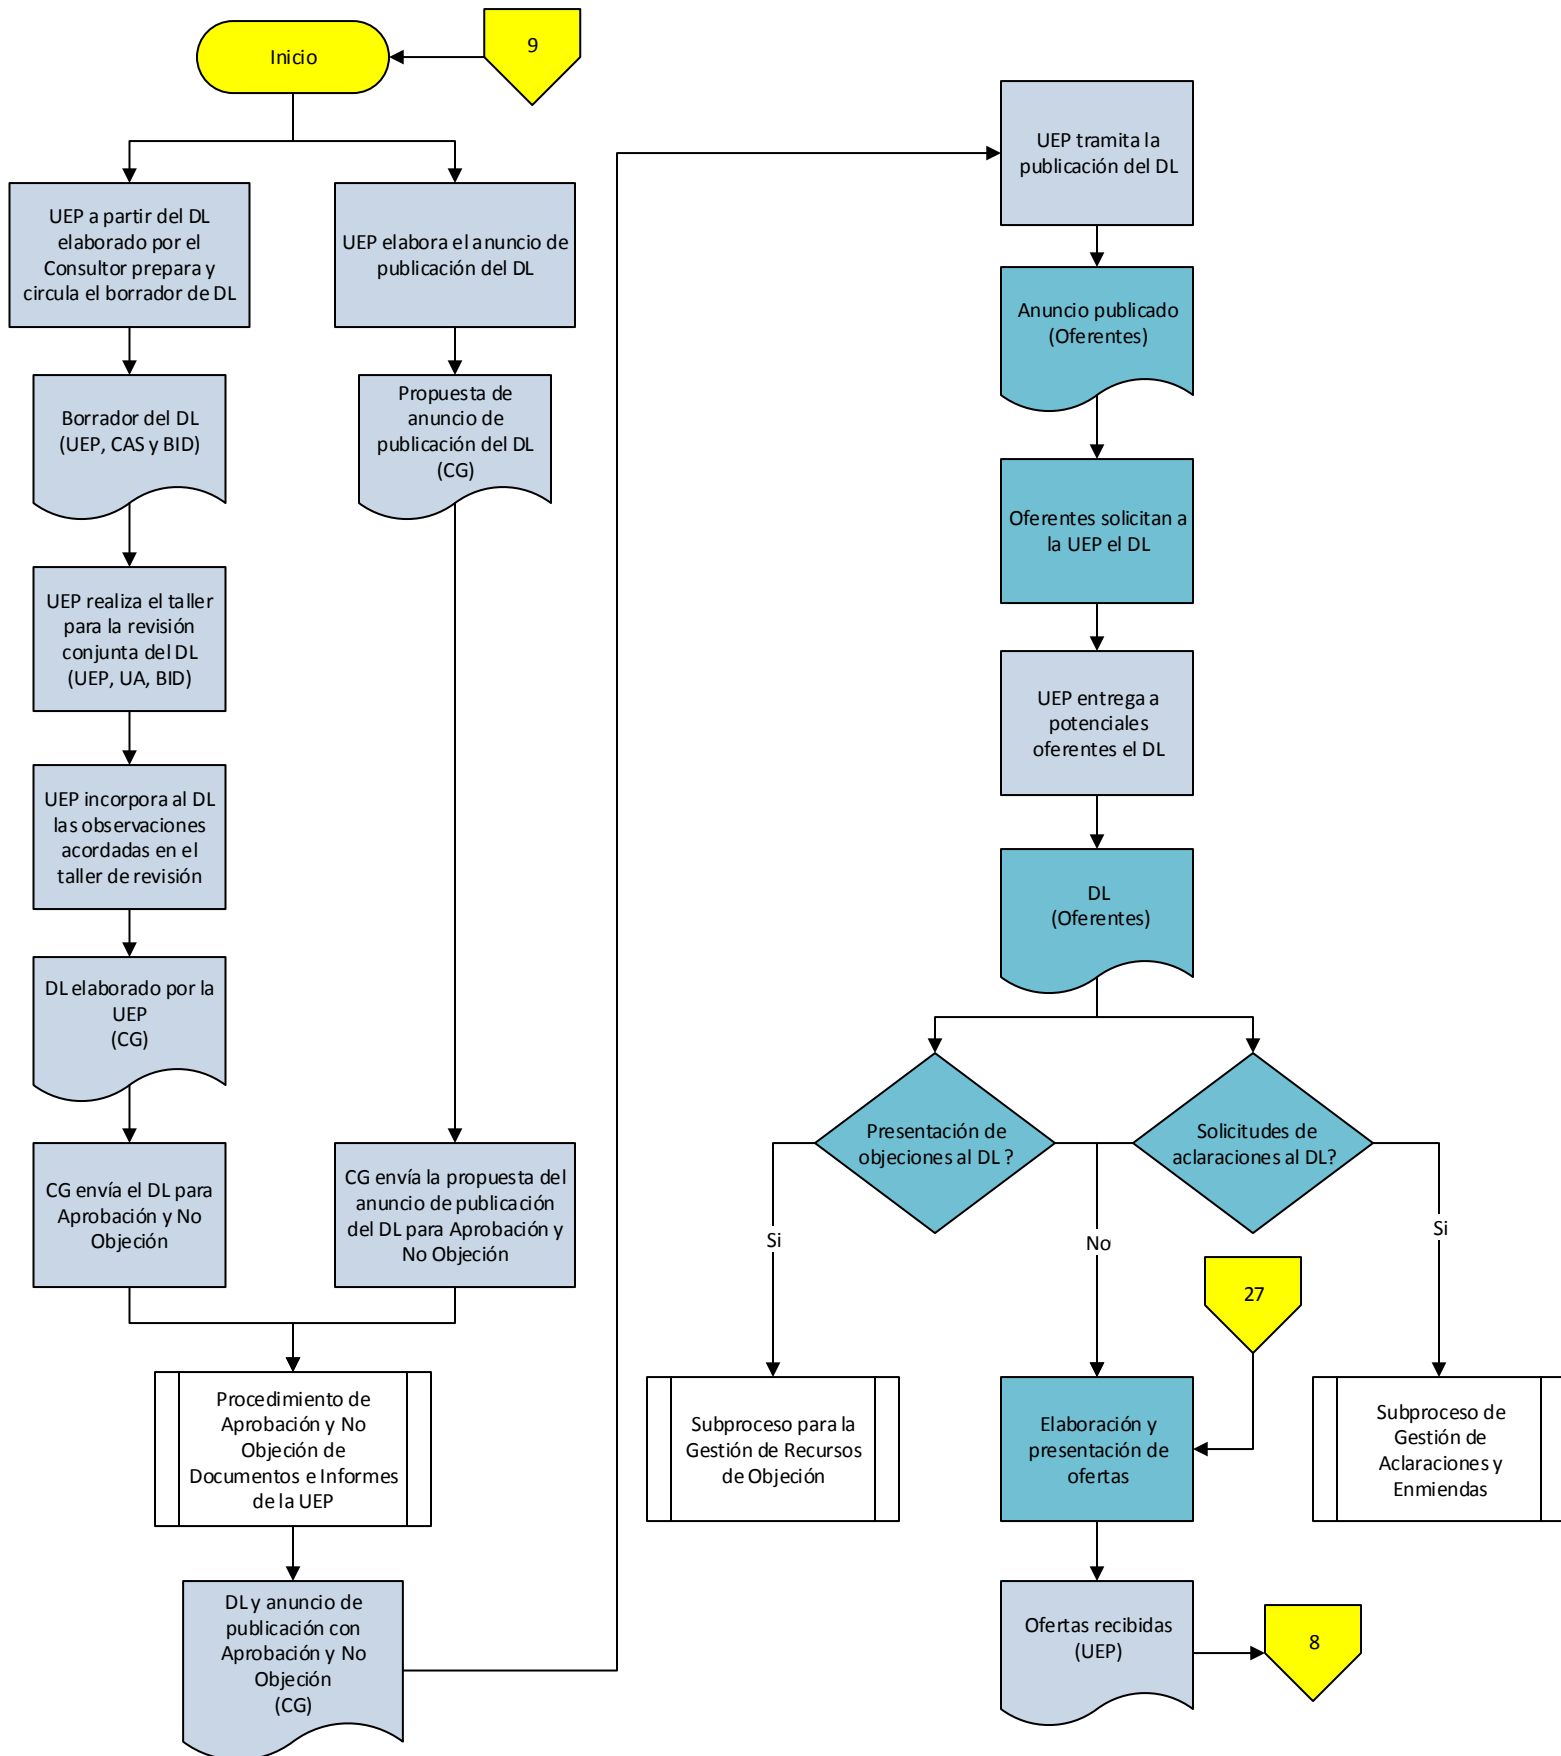 Inicio
9
UEP a partir del DL
elaborado por el
Consultor prepara y
circula el borrador de DL
UEP elabora el anuncio de
publicación del DL
Borrador del DL
(UEP, CAS y BID)
Propuesta de
anuncio de
publicación del DL
(CG)
UEP realiza el taller
para la revisión
conjunta del DL
(UEP, UA, BID)
UEP incorpora al DL
las observaciones
acordadas en el
taller de revisión
DL elaborado por la
UEP
(CG)
CG envía el DL para
Aprobación y No
Objeción
CG envía la propuesta del
anuncio de publicación
del DL para Aprobación y
No Objeción
Procedimiento de
Aprobación y No
Objeción de
Documentos e Informes
de la UEP
DL y anuncio de
publicación con
Aprobación y No
Objeción
(CG)
UEP tramita la
publicación del DL
Anuncio publicado
(Oferentes)
Oferentes solicitan a
la UEP el DL
UEP entrega a
potenciales
oferentes el DL
DL
(Oferentes)
Presentación de
objeciones al DL ?
Solicitudes de
aclaraciones al DL?
Si
No
Si
27
Subproceso para la
Gestión de Recursos
de Objeción
Elaboración y
presentación de
ofertas
Subproceso de
Gestión de
Aclaraciones y
Enmiendas
Ofertas recibidas
(UEP)
8